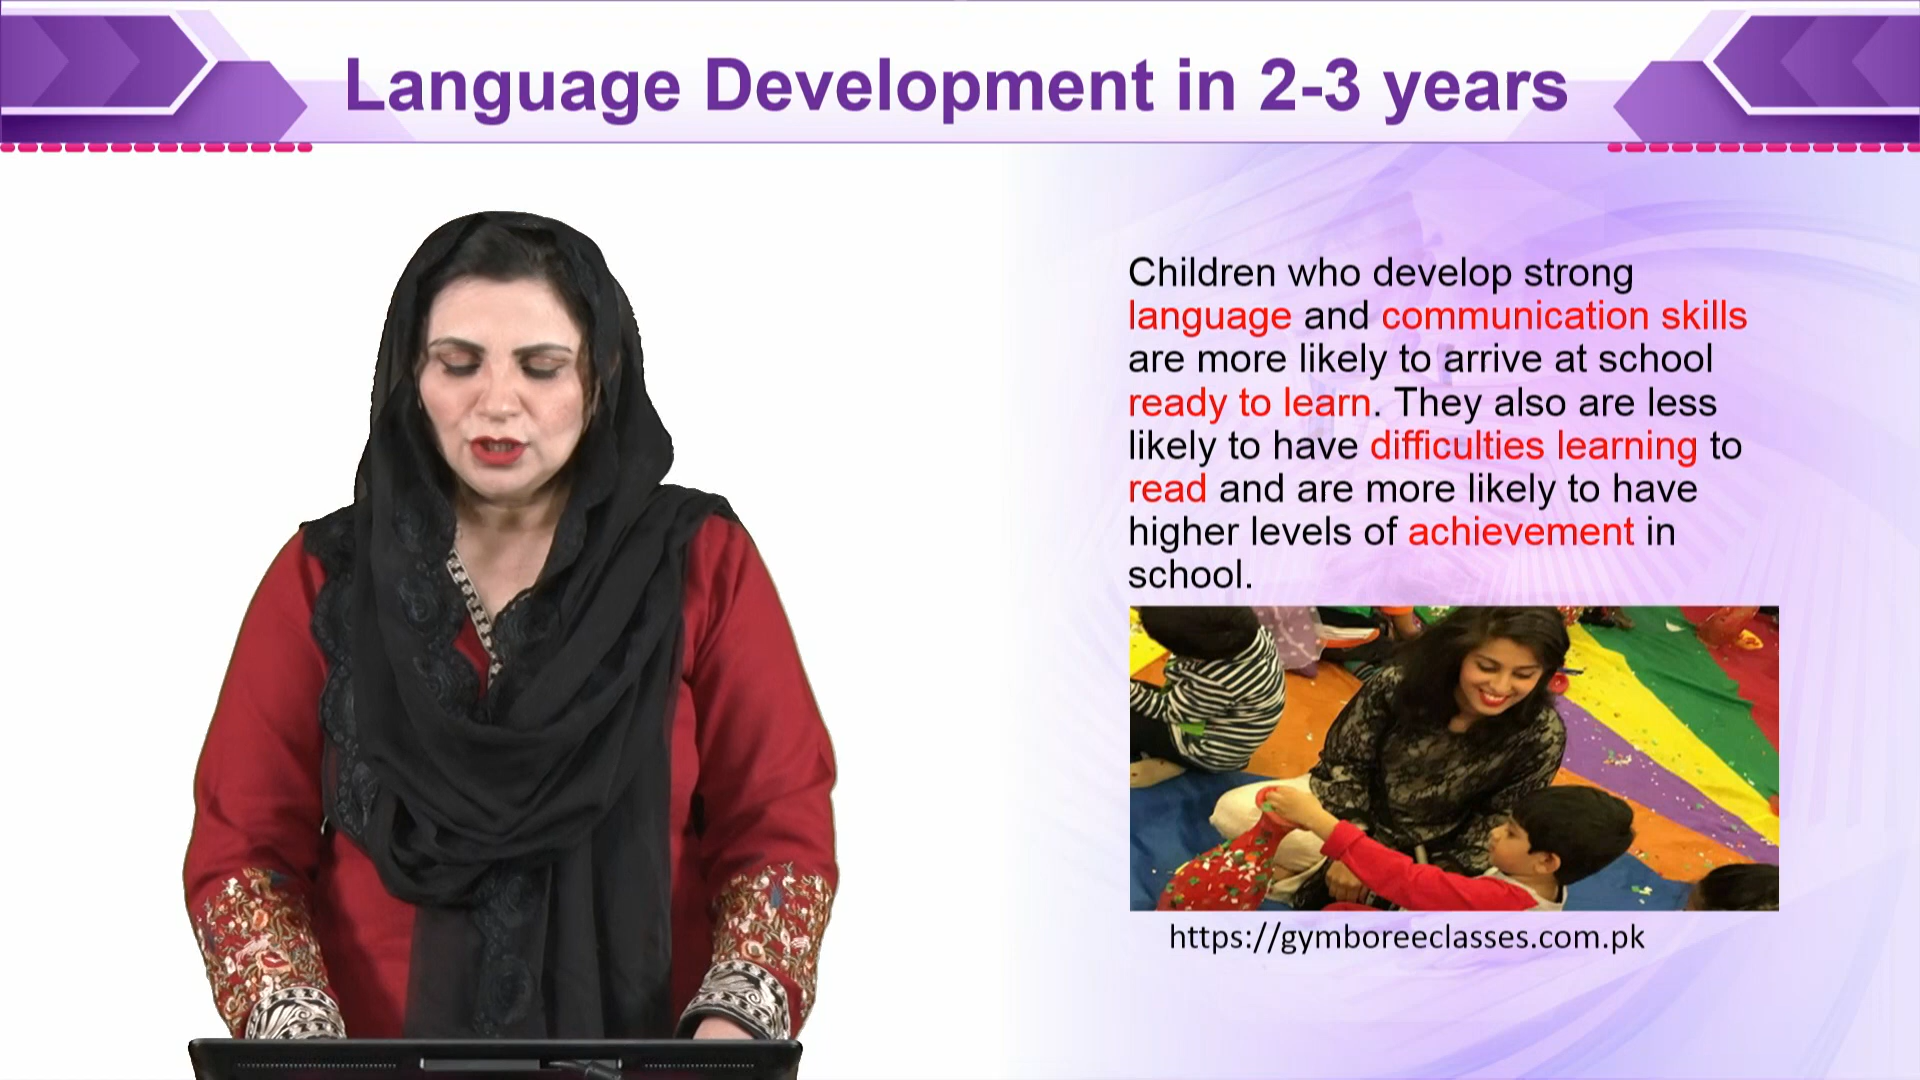 Language Development in 2-3 years
Children who develop strong
language and communication skills
are more likely to arrive at school
ready to learn. They also are less
likely to have difficulties learning to
read and are more likely to have
higher levels of achievement in
school.
https://gymboreeclasses.com.pk